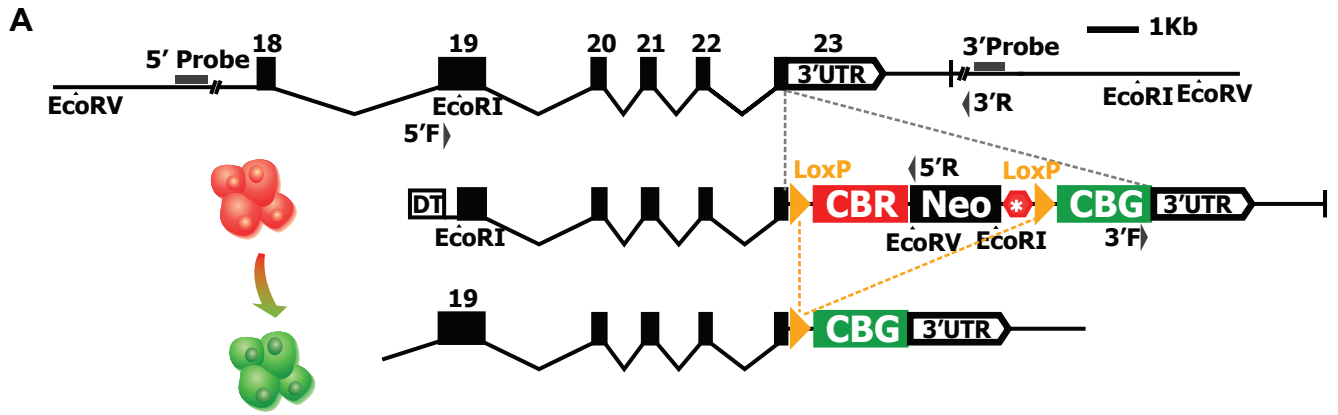 A
18 19 20 21 22 23 1Kb
5' Probe 3'UTR 3'Probe
EcoRV EcoRI EcoRI EcoRV
5'F 3'R
LoxP 5'R LoxP
DT CBR Neo * CBG 3'UTR
EcoRI EcoRV EcoRI 3'F
19
CBG 3'UTR